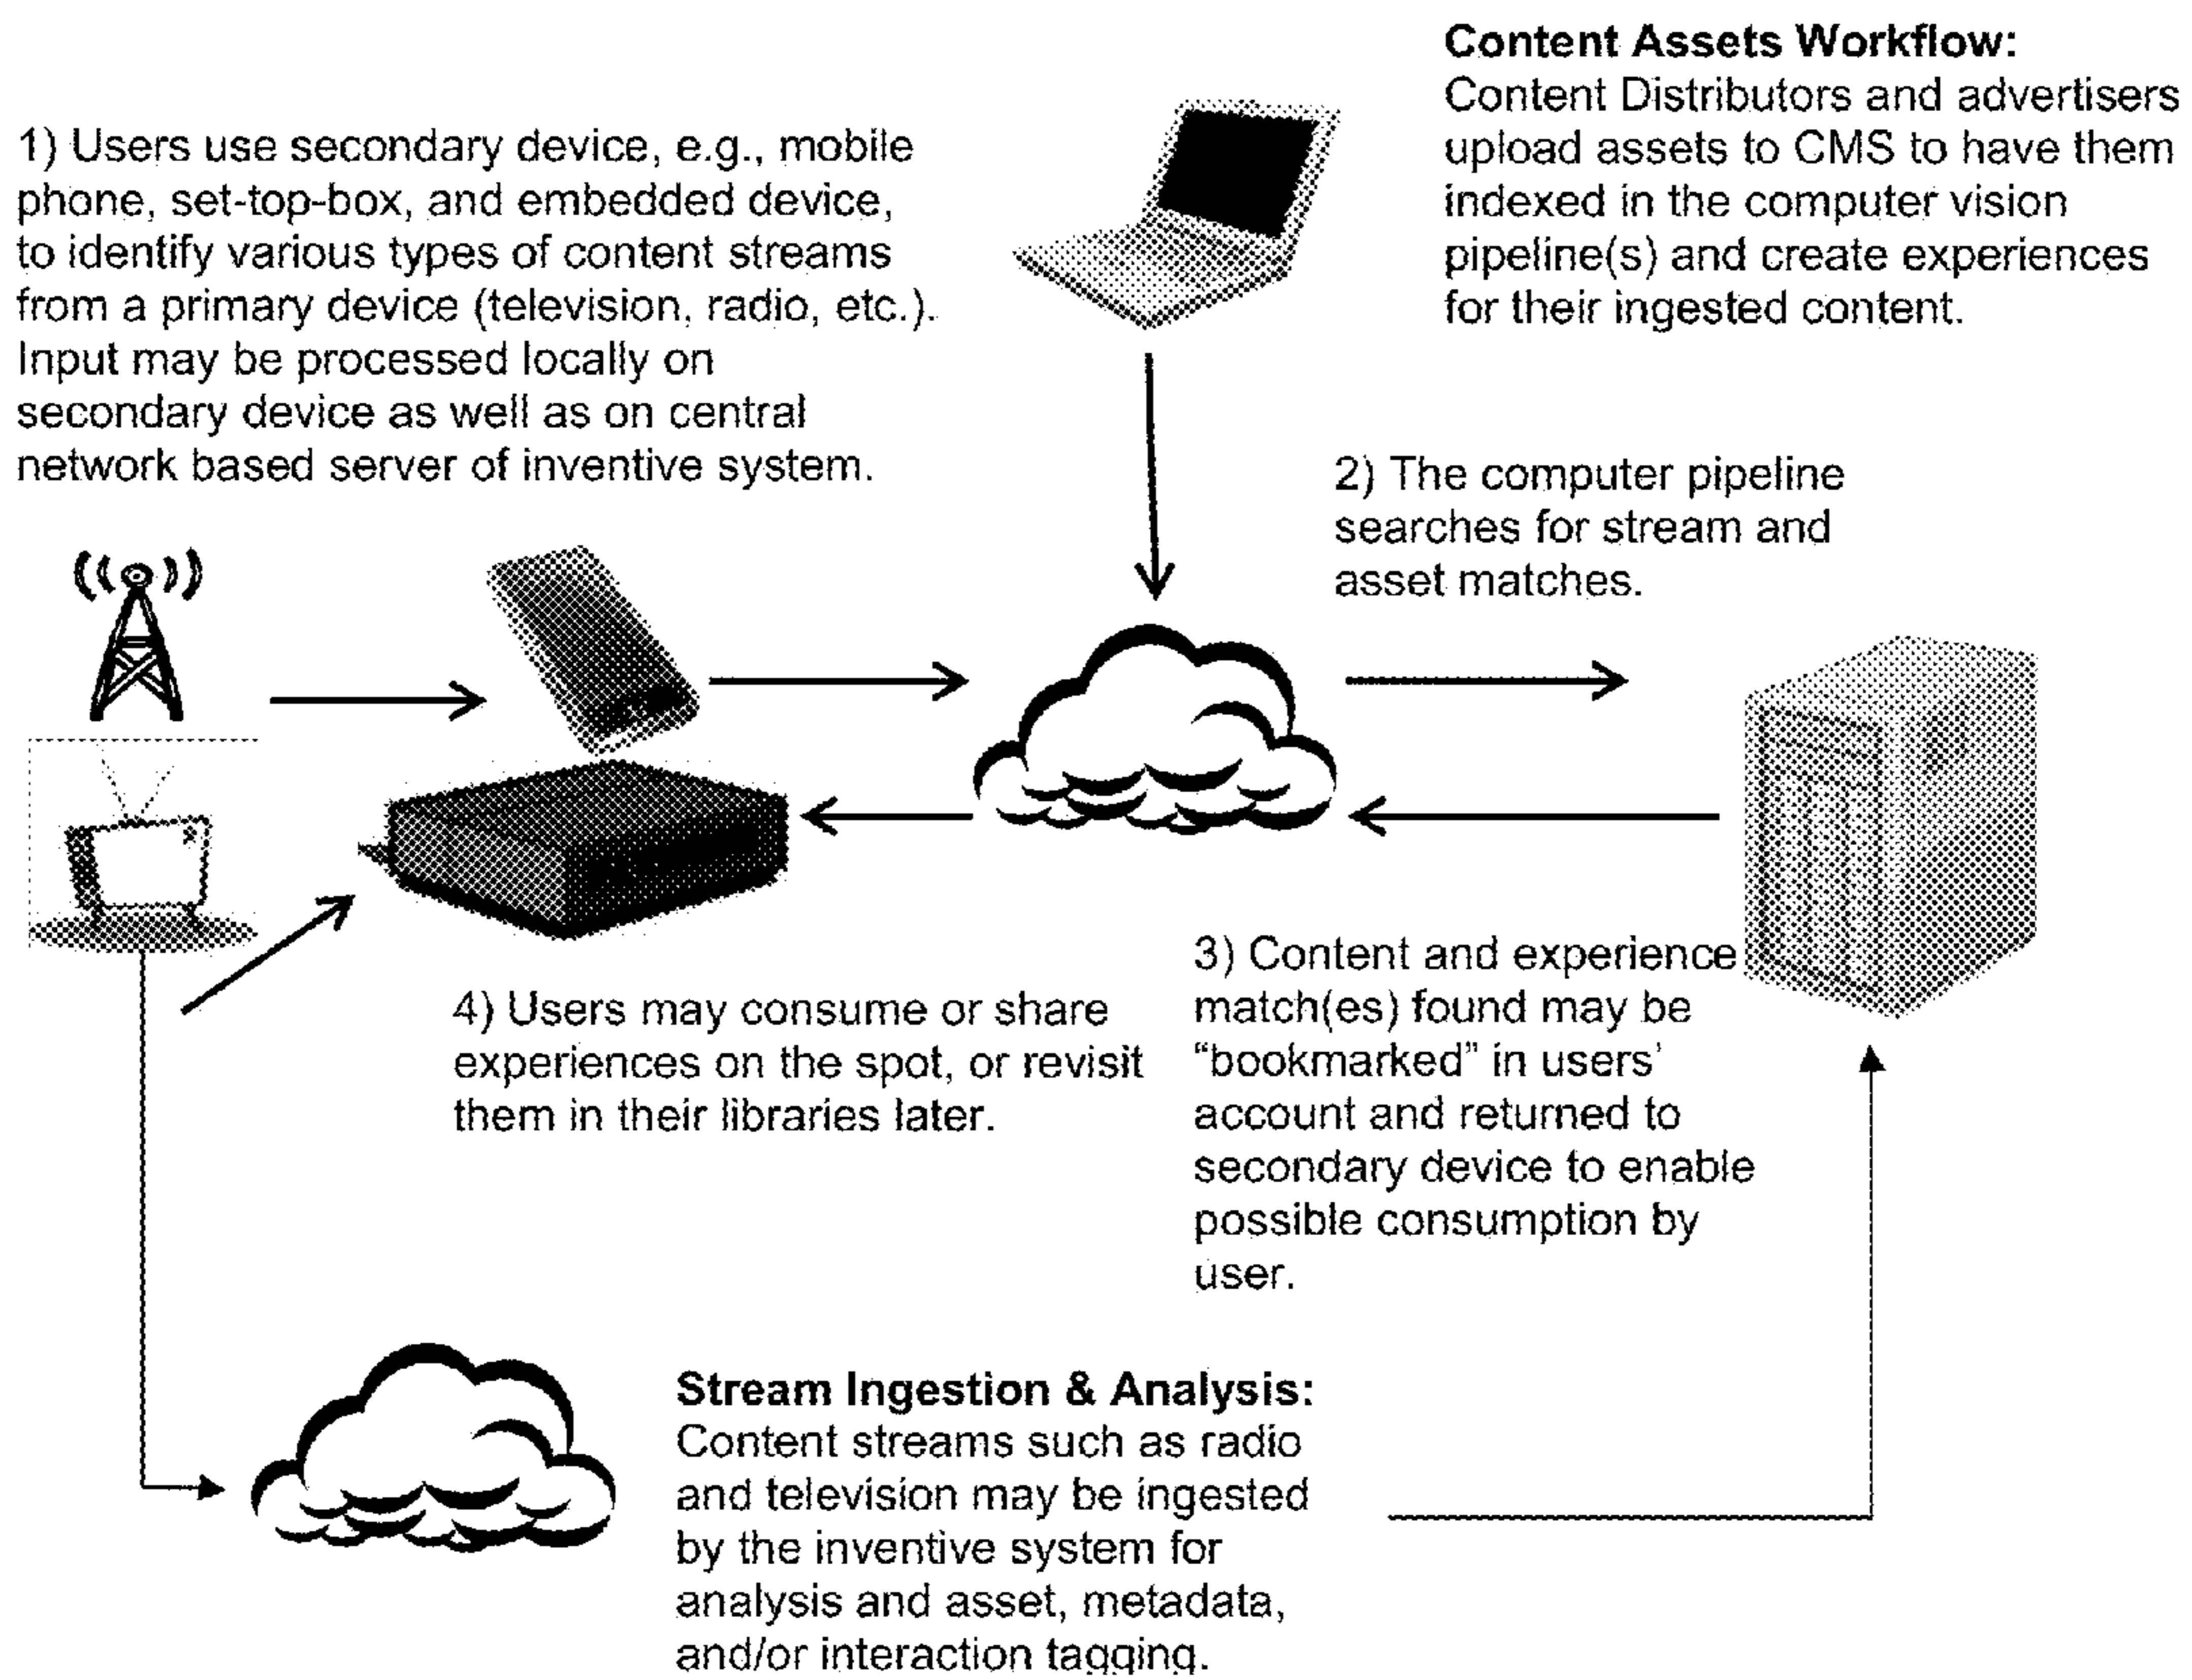 Content Assets Workflow:
Content Distributors and advertisers
upload assets to CMS to have them
indexed in the computer vision
pipeline(s) and create experiences
for their ingested content.
1) Users use secondary device, e.g., mobile
phone, set-top-box, and embedded device,
to identify various types of content streams
from a primary device (television, radio, etc.).
Input may be processed locally on
secondary device as well as on central
network based server of inventive system.
2) The computer pipeline
searches for stream and
asset matches.
3) Content and experience
match(es) found may be
“bookmarked” in users’
account and returned to
secondary device to enable
possible consumption by
user.
4) Users may consume or share
experiences on the spot, or revisit
them in their libraries later.
Stream Ingestion & Analysis:
Content streams such as radio
and television may be ingested
by the inventive system for
analysis and asset, metadata,
and/or interaction tagging.